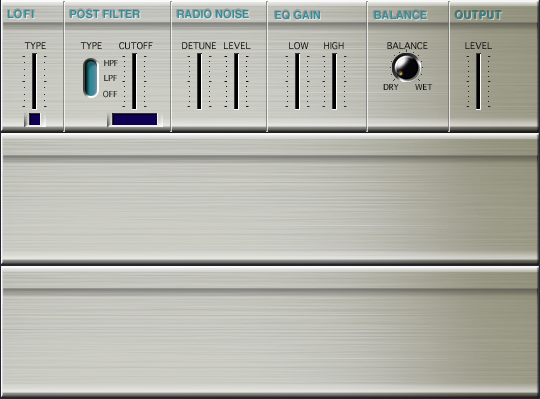 LOFI POST FILTER RADIO NOISE EQ GAIN BALANCE OUTPUT
TYPE TYPE CUTOFF DETUNE LEVEL LOW HIGH BALANCE LEVEL
HPF
LPF
DRY WET
OFF